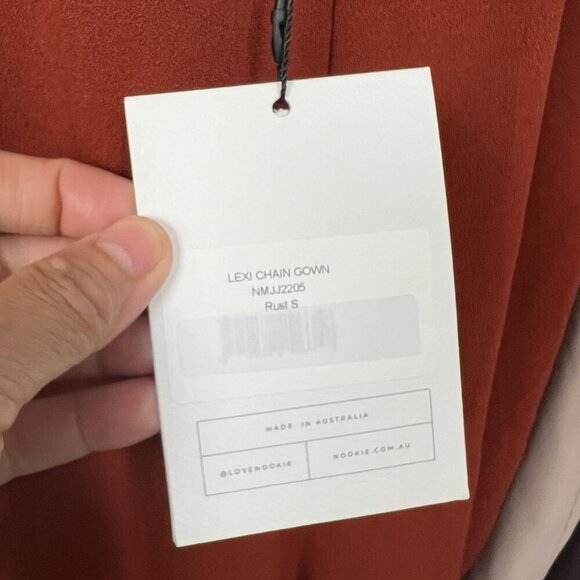 LEXI CHAIN GOWN
NMJJ2205
Rust S
MADE IN AUSTRALIA
@LOVENOOKIE
NOOKIE.COM.AU